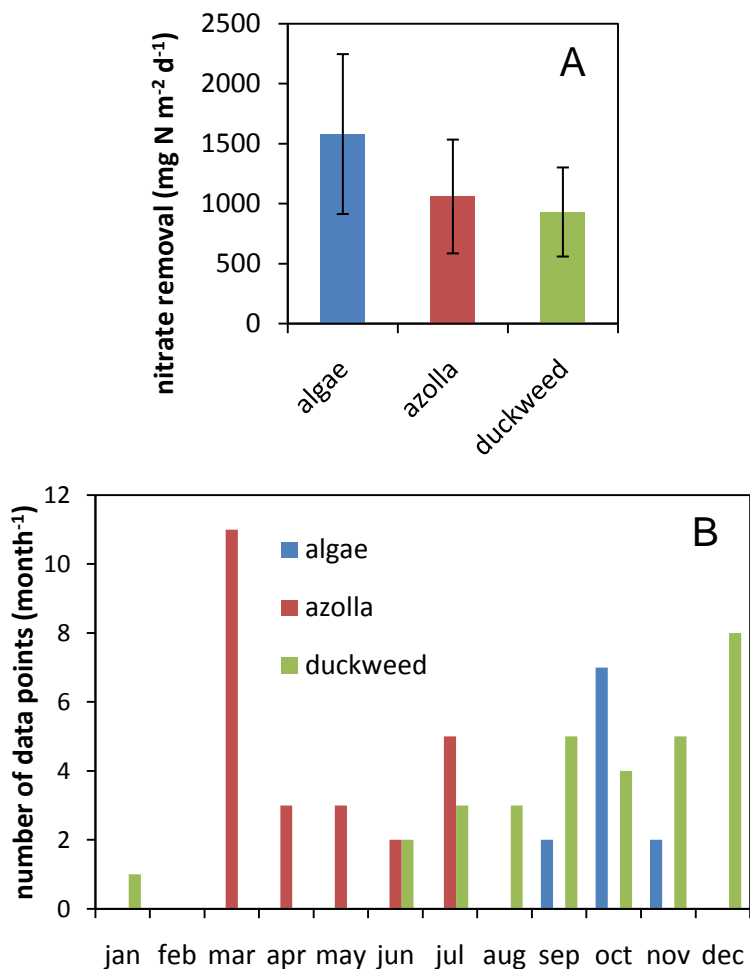 nitrate removal (mg N m⁻² d⁻¹)
2500
2000
1500
1000
500
0
A
algae
azolla
duckweed
number of data points (month⁻¹)
12
10
8
6
4
2
0
B
algae
azolla
duckweed
jan feb mar apr may jun jul aug sep oct nov dec